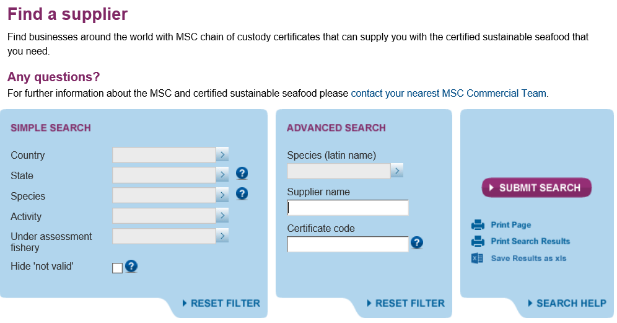 Find a supplier
Find businesses around the world with MSC chain of custody certificates that can supply you with the certified sustainable seafood that
you need.
Any questions?
For further information about the MSC and certified sustainable seafood please contact your nearest MSC Commercial Team.
SIMPLE SEARCH
Country
State
?
Species
?
Activity
Under assessment
fishery
Hide 'not valid'
?
RESET FILTER
ADVANCED SEARCH
Species (latin name)
Supplier name
Certificate code
?
RESET FILTER
SUBMIT SEARCH
Print Page
Print Search Results
Save Results as xls
SEARCH HELP